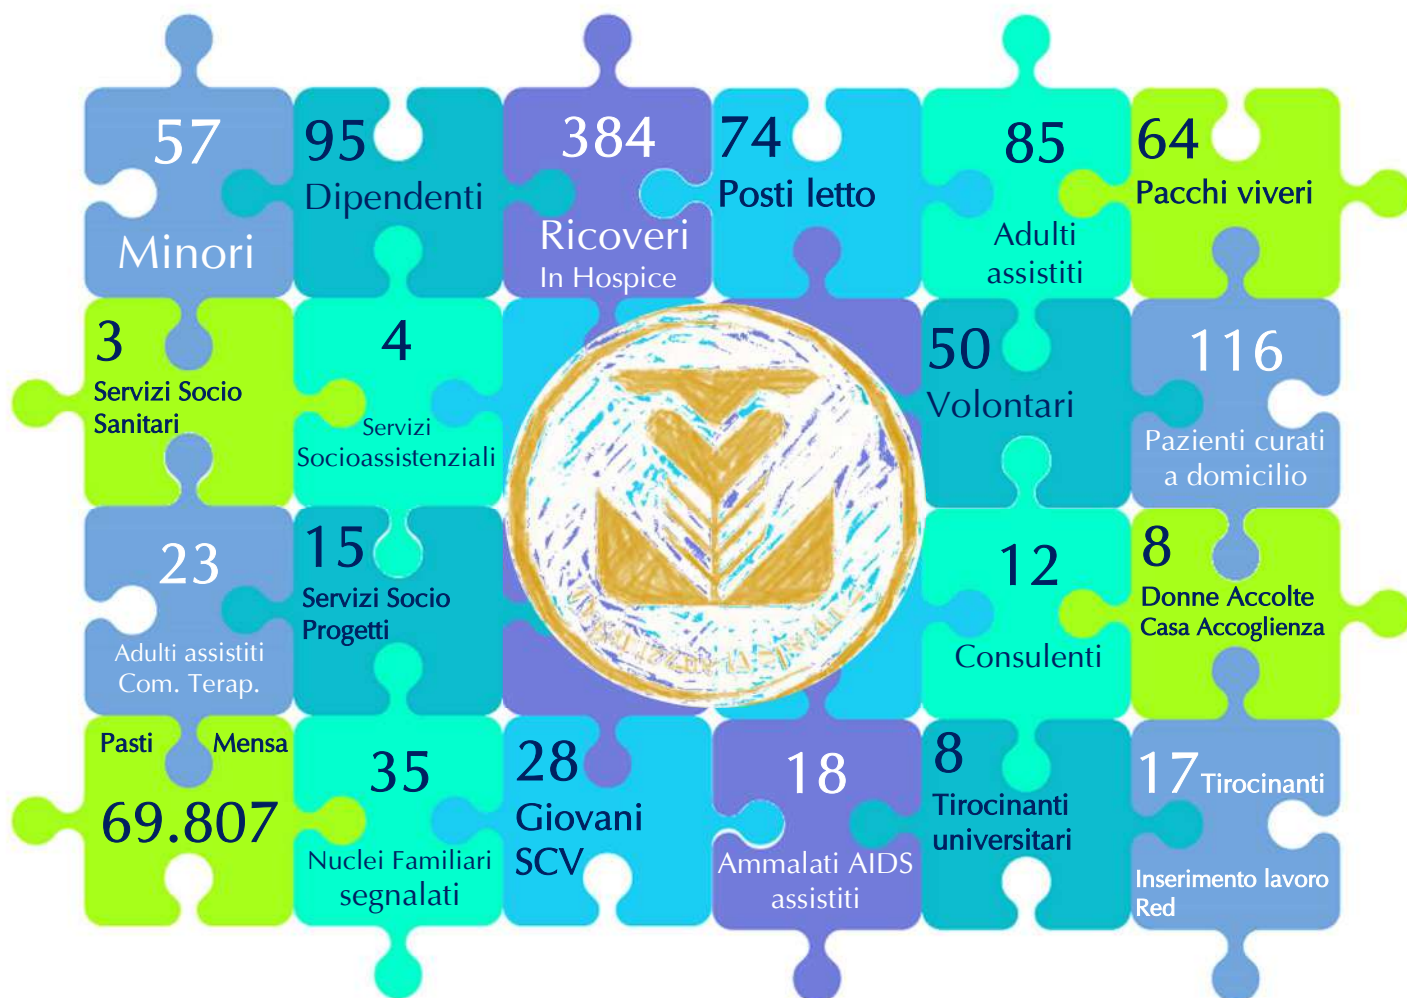 57
Minori
95
Dipendenti
384
Ricoveri
In Hospice
74
Posti letto
85
Adulti
assistiti
64
Pacchi viveri
3
Servizi Socio
Sanitari
4
Servizi
Socioassistenziali
50
Volontari
116
Pazienti curati
a domicilio
23
Adulti assistiti
Com. Terap.
15
Servizi Socio
Progetti
12
Consulenti
8
Donne Accolte
Casa Accoglienza
Pasti Mensa
69.807
35
Nuclei Familiari
segnalati
28
Giovani
SCV
18
Ammalati AIDS
assistiti
8
Tirocinanti
universitari
17 Tirocinanti
Inserimento lavoro
Red